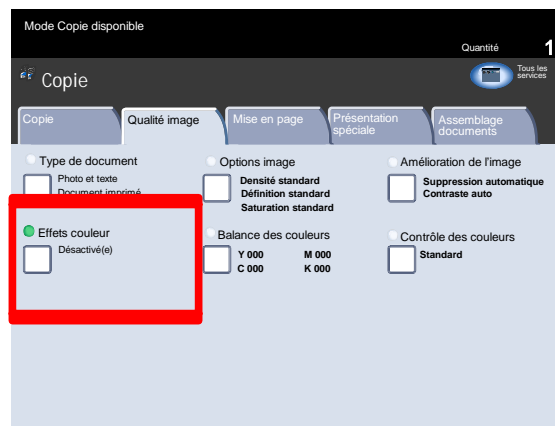 Mode Copie disponible
Quantité 1
Copie
Tous les
services
Copie
Qualité image
Mise en page
Présentation
spéciale
Assemblage
documents
Type de document
Photo et texte
Document imprimé
Options image
Densité standard
Définition standard
Saturation standard
Amélioration de l'image
Suppression automatique
Contraste auto
Effets couleur
Désactivé(e)
Balance des couleurs
Y 000 M 000
C 000 K 000
Contrôle des couleurs
Standard